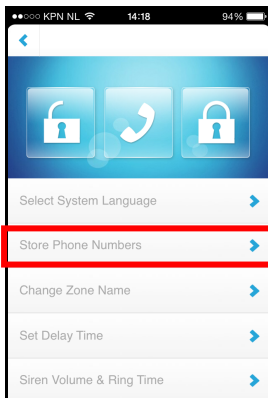 ●●○○○ KPN NL 14:18 94%
Select System Language
Store Phone Numbers
Change Zone Name
Set Delay Time
Siren Volume & Ring Time